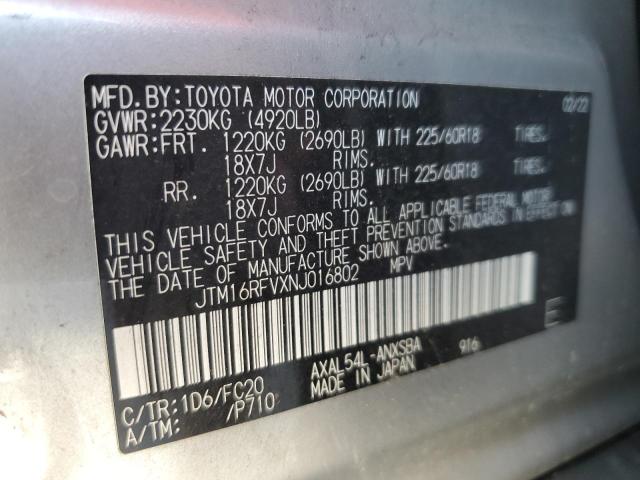 MFD.BY:TOYOTA MOTOR CORPORATION 02/22
GVWR:2230KG (4920LB)
GAWR:FRT. 1220KG (2690LB) WITH 225/60R18 TIRES,
18X7J RIMS.
RR. 1220KG (2690LB) WITH 225/60R18 TIRES,
18X7J RIMS.
THIS VEHICLE CONFORMS TO ALL APPLICABLE FEDERAL MOTOR
VEHICLE SAFETY AND THEFT PREVENTION STANDARDS IN EFFECT ON
THE DATE OF MANUFACTURE SHOWN ABOVE.
JTM16RFVXNJ016802 MPV
E
C/TR:1D6/FC20 AXAL54L-ANXSBA 916
A/TM: /P710 MADE IN JAPAN